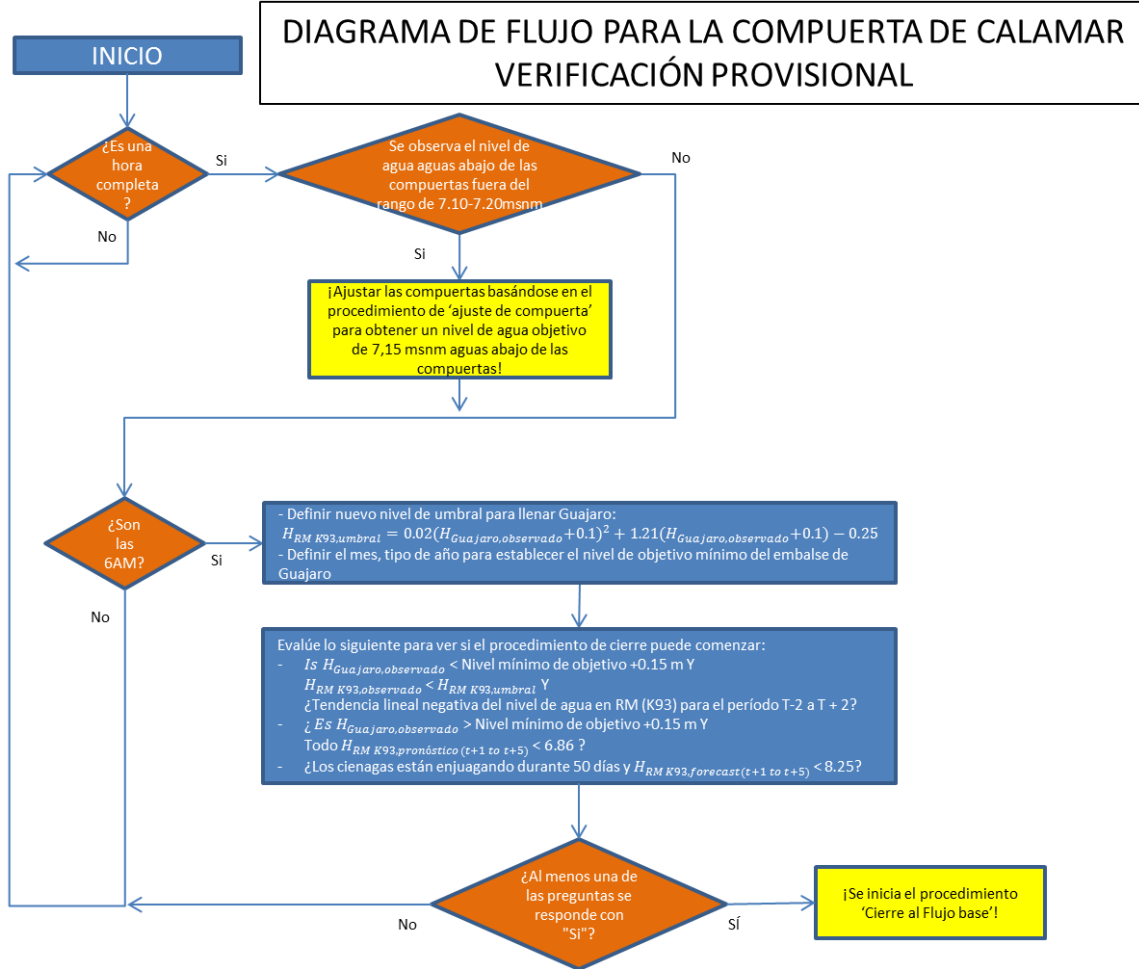 DIAGRAMA DE FLUJO PARA LA COMPUERTA DE CALAMAR
VERIFICACIÓN PROVISIONAL
INICIO
¿Es una
hora
completa
?
Si
No
Se observa el nivel de
agua aguas abajo de las
compuertas fuera del
rango de 7.10-7.20msnm
No
Si
¡Ajustar las compuertas basándose en el
procedimiento de ‘ajuste de compuerta’
para obtener un nivel de agua objetivo
de 7,15 msnm aguas abajo de las
compuertas!
¿Son
las
6AM?
Si
No
- Definir nuevo nivel de umbral para llenar Guajaro:
H_{RM K93,umbral} = 0.02(H_{Guajaro,observado}+0.1)^2 + 1.21(H_{Guajaro,observado}+0.1) − 0.25
- Definir el mes, tipo de año para establecer el nivel de objetivo mínimo del embalse de
Guajaro
Evalúe lo siguiente para ver si el procedimiento de cierre puede comenzar:
- Is H_{Guajaro,observado} < Nivel mínimo de objetivo +0.15 m Y
H_{RM K93,observado} < H_{RM K93,umbral} Y
¿Tendencia lineal negativa del nivel de agua en RM (K93) para el período T-2 a T + 2?
- ¿ Es H_{Guajaro,observado} > Nivel mínimo de objetivo +0.15 m Y
Todo H_{RM K93,pronóstico (t+1 to t+5)} < 6.86 ?
- ¿Los cienagas están enjuagando durante 50 días y H_{RM K93,forecast(t+1 to t+5)} < 8.25?
¿Al menos una de
las preguntas se
responde con
"Si"?
No
SÍ
¡Se inicia el procedimiento
‘Cierre al Flujo base’!